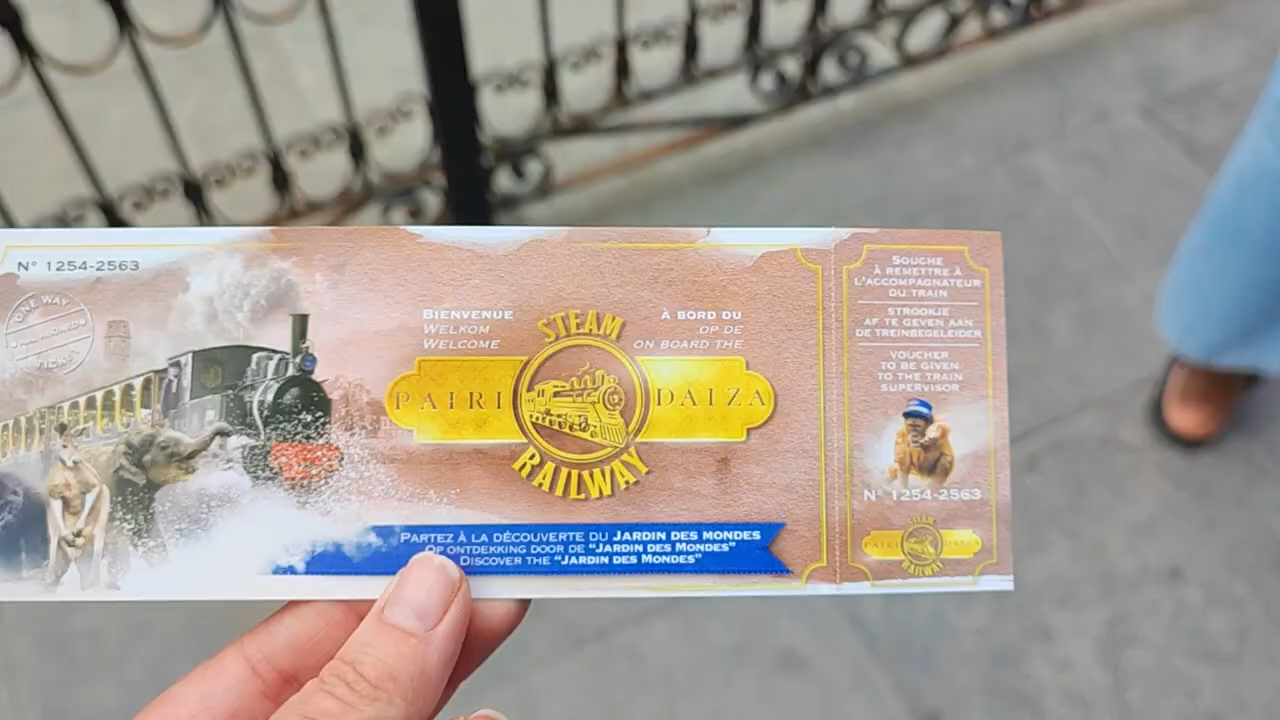 N° 1254-2563
ONE WAY
TICKET
BIENVENUE
WELKOM
WELCOME
À BORD DU
OP DE
ON BOARD THE
STEAM
PAIRI DAIZA
RAILWAY
PARTEZ À LA DÉCOUVERTE DU JARDIN DES MONDES
OP ONTDEKKING DOOR DE “JARDIN DES MONDES”
DISCOVER THE “JARDIN DES MONDES”
SOUCHE
À REMETTRE À
L'ACCOMPAGNATEUR
DU TRAIN
STROOKJE
AF TE GEVEN AAN
DE TREINBEGELEIDER
VOUCHER
TO BE GIVEN
TO THE TRAIN
SUPERVISOR
N° 1254-2563
STEAM
PAIRI DAIZA
RAILWAY